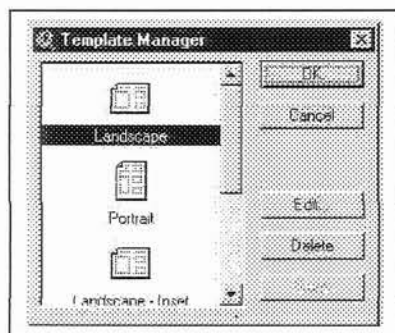 Template Manager
OK
Landscape
Cancel
Portrait
Edit...
Delete
Landscape - Inset